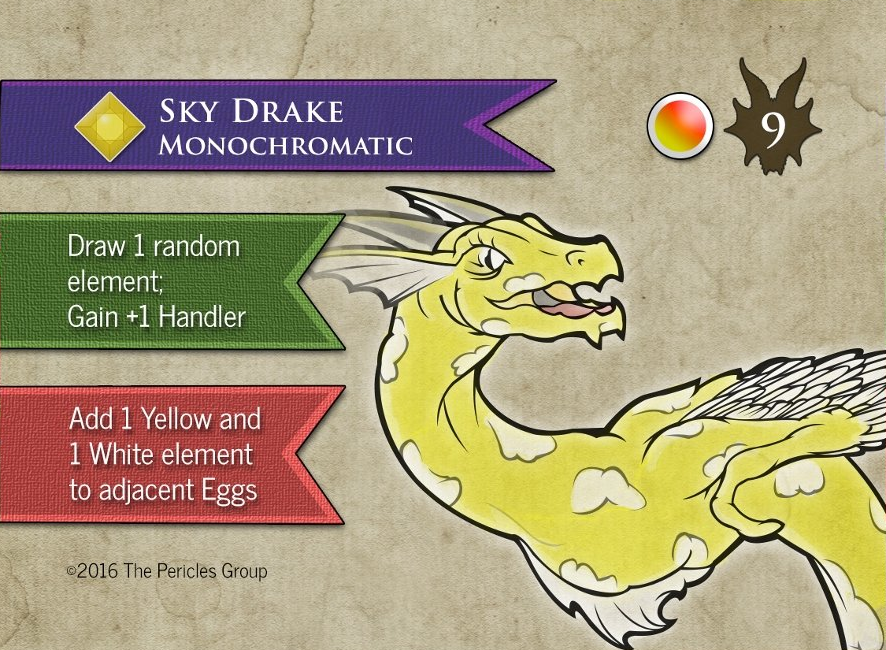 Sky Drake
Monochromatic
9
Draw 1 random
element;
Gain +1 Handler
Add 1 Yellow and
1 White element
to adjacent Eggs
©2016 The Pericles Group